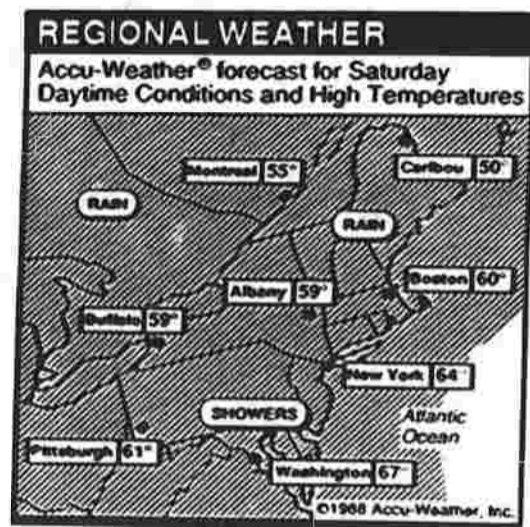 REGIONAL WEATHER
Accu-Weather® forecast for Saturday
Daytime Conditions and High Temperatures
Montreal 55°
Caribou 50°
RAIN
RAIN
Albany 59°
Boston 60°
Buffalo 59°
New York 64°
SHOWERS
Atlantic
Ocean
Pittsburgh 61°
Washington 67°
©1988 Accu-Weather, Inc.